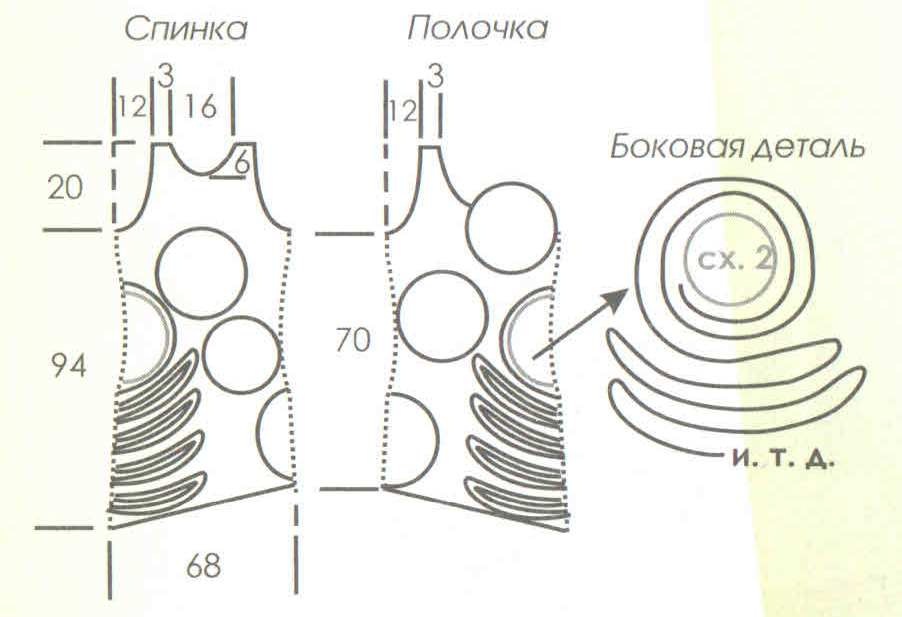 Спинка
Полочка
3
12
16
6
20
94
68
3
12
70
Боковая деталь
сх. 2
и. т. д.